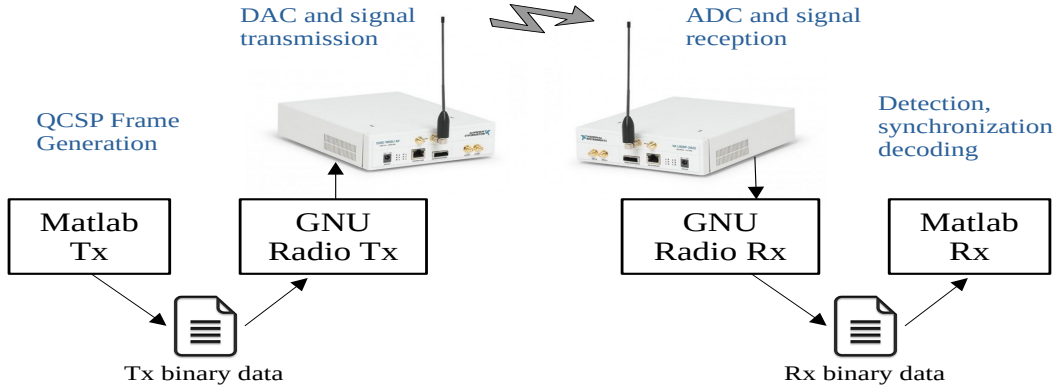 DAC and signal
transmission
ADC and signal
reception
QCSP Frame
Generation
Detection,
synchronization
decoding
Matlab
Tx
GNU
Radio Tx
GNU
Radio Rx
Matlab
Rx
Tx binary data
Rx binary data